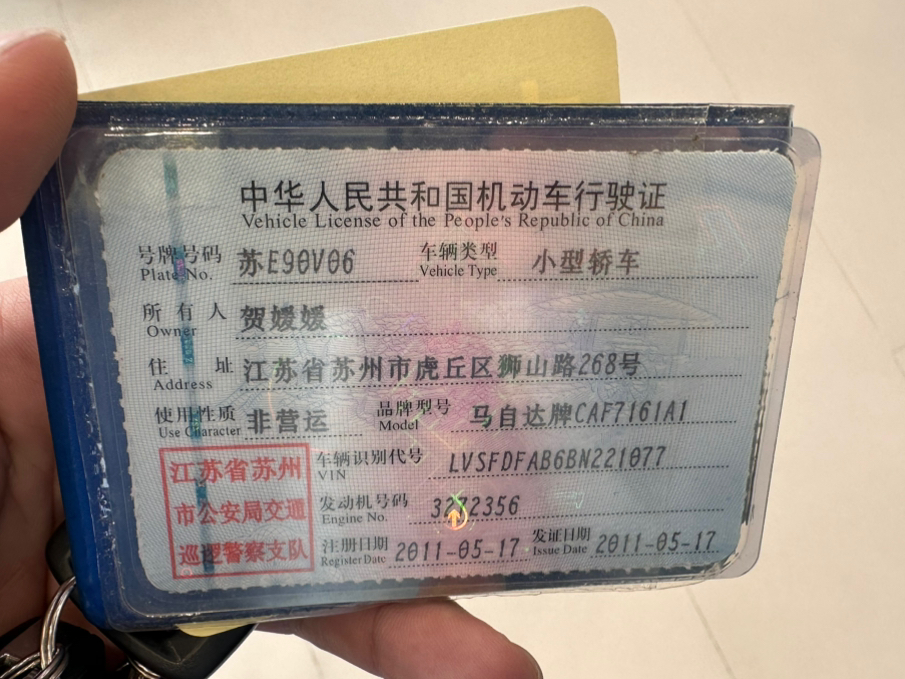 中华人民共和国机动车行驶证
Vehicle License of the People's Republic of China
号牌号码 苏E90V06 车辆类型 小型轿车
Plate No. Vehicle Type
所有人 贺媛媛
Owner
住址 江苏省苏州市虎丘区狮山路268号
Address
使用性质 非营运 品牌型号 马自达牌CAF7161A1
Use Character Model
江苏省苏州
市公安局交通
巡逻警察支队
车辆识别代号 LVSFDFAB6BN221077
VIN
发动机号码 3272356
Engine No.
注册日期 2011-05-17 发证日期 2011-05-17
Register Date Issue Date